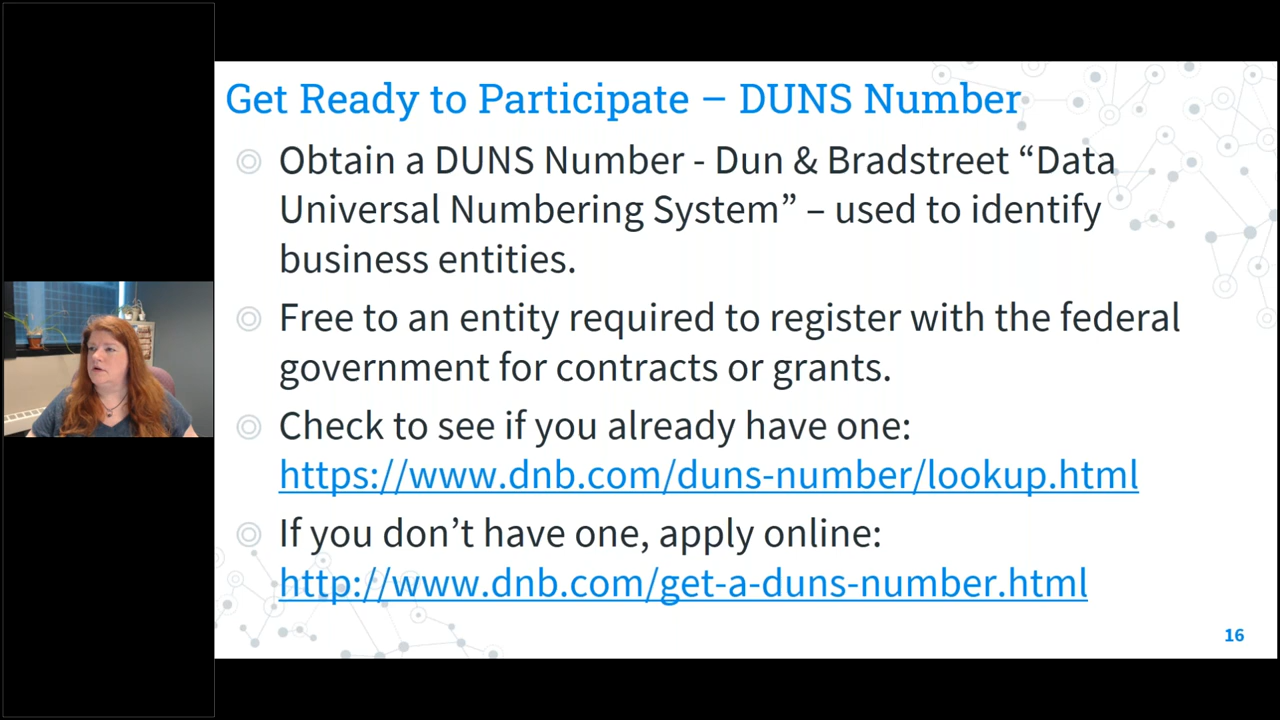 Get Ready to Participate – DUNS Number
Obtain a DUNS Number - Dun & Bradstreet “Data
Universal Numbering System” – used to identify
business entities.
Free to an entity required to register with the federal
government for contracts or grants.
Check to see if you already have one:
https://www.dnb.com/duns-number/lookup.html
If you don’t have one, apply online:
http://www.dnb.com/get-a-duns-number.html
16